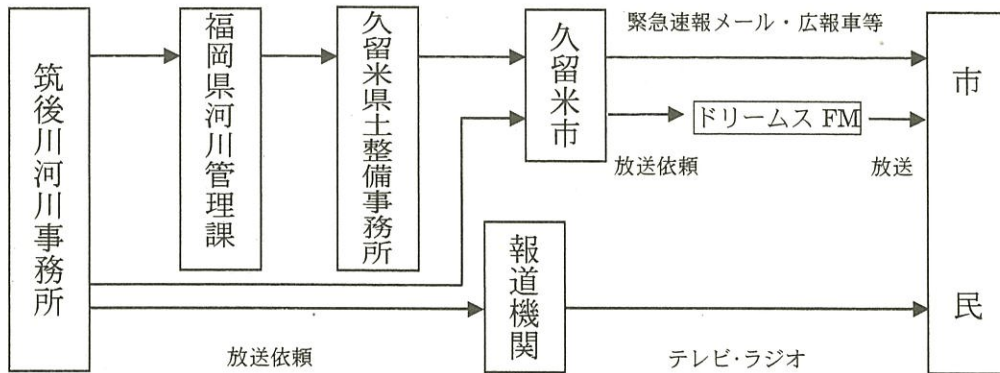 筑後川河川事務所
福岡県河川管理課
久留米県土整備事務所
久留米市
緊急速報メール・広報車等
ドリームス FM
放送依頼
放送
報道機関
放送依頼
テレビ･ラジオ
市民